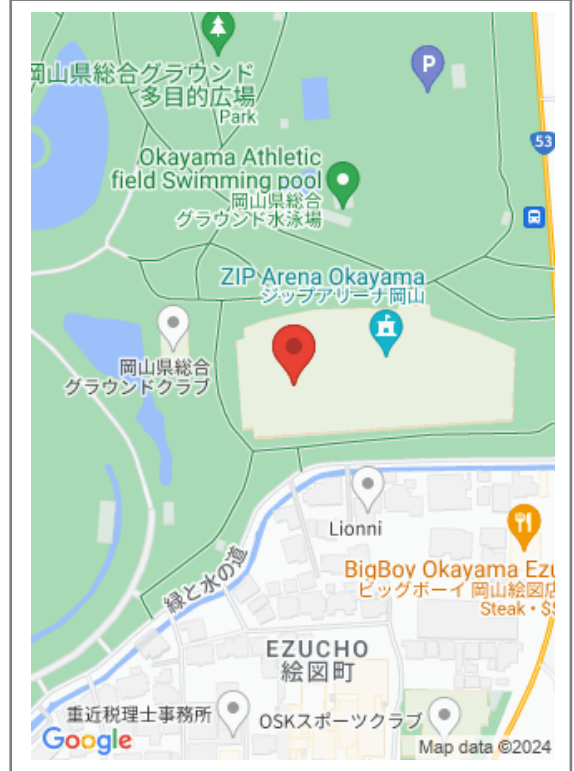 岡山県総合グラウンド
多目的広場
Park
P
53
Okayama Athletic
field Swimming pool
岡山県総合
グラウンド水泳場
ZIP Arena Okayama
ジップアリーナ岡山
岡山県総合
グラウンドクラブ
Lionni
BigBoy Okayama Ezu
ビッグボーイ 岡山絵図店
Steak • $$
緑と水の道
EZUCHO
絵図町
重近税理士事務所
OSKスポーツクラブ
Google
Map data ©2024